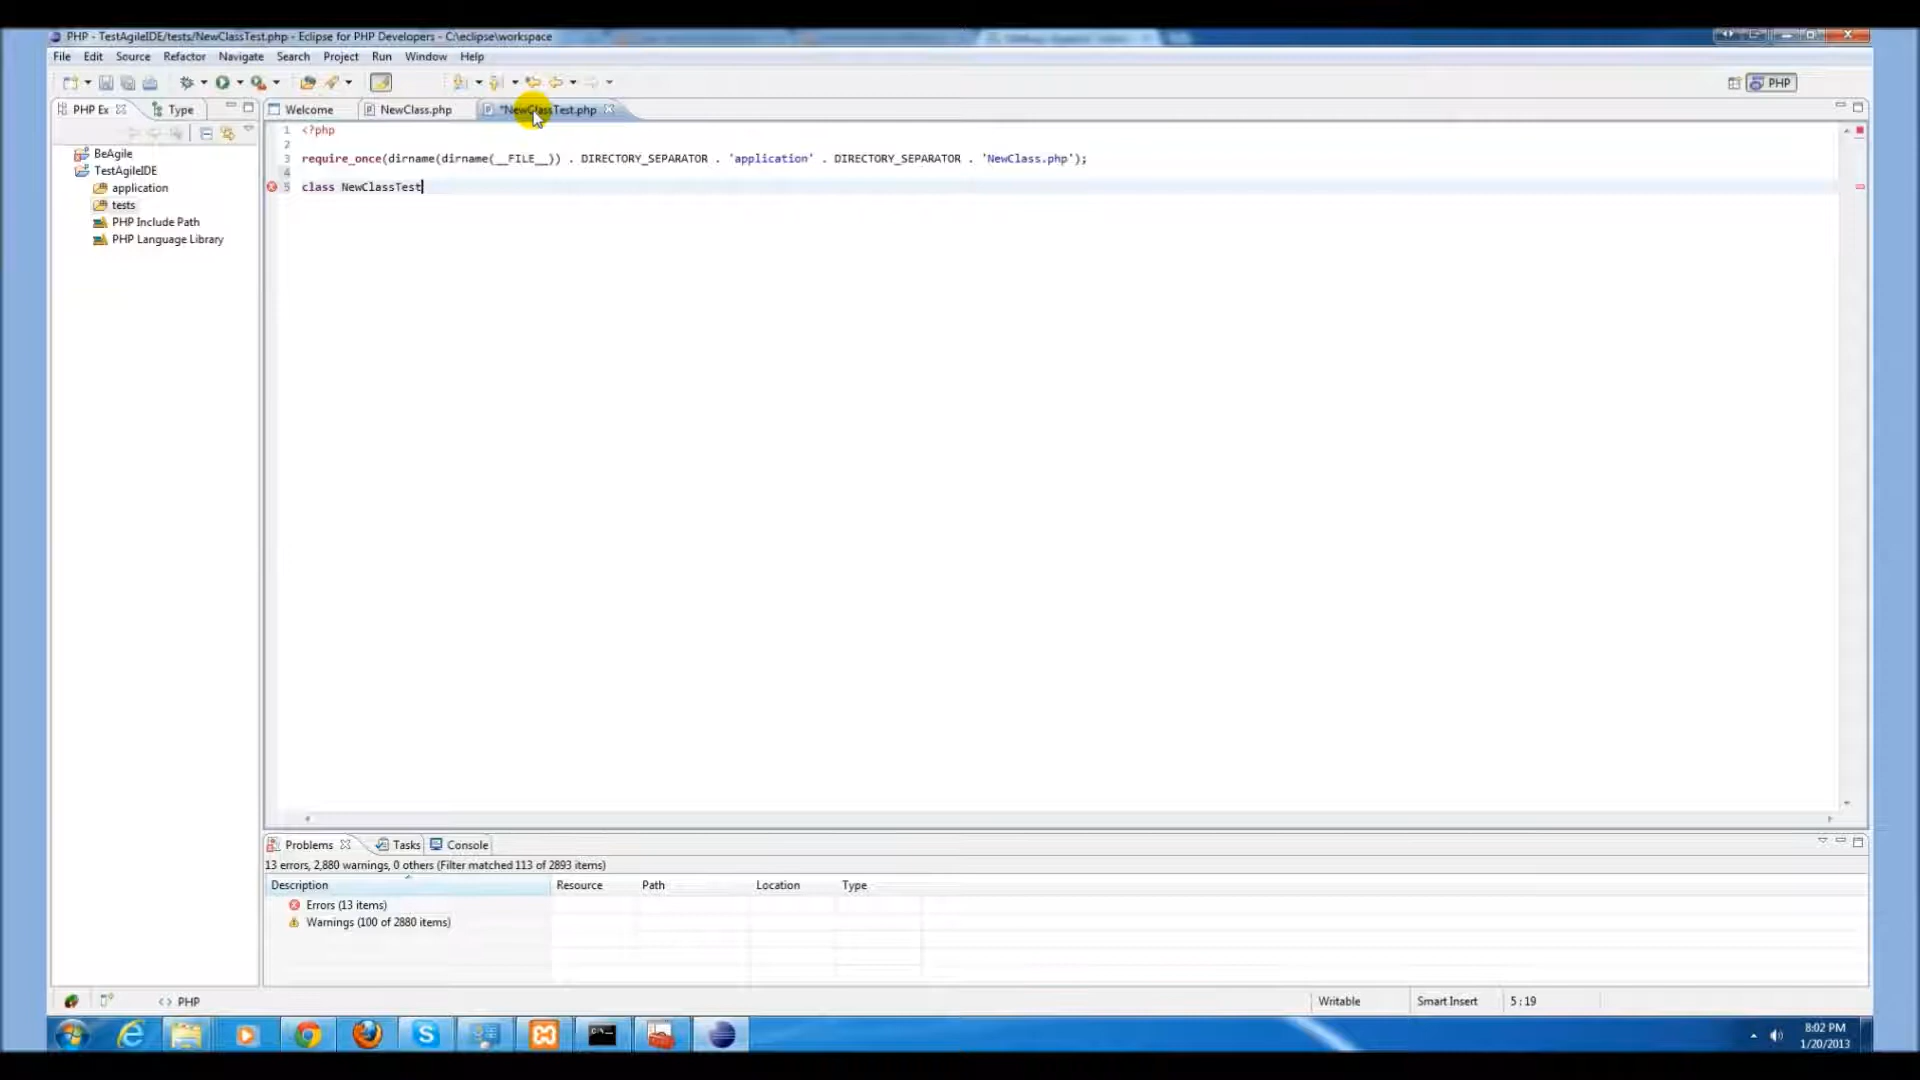 PHP - TestAgileIDE/tests/NewClassTest.php - Eclipse for PHP Developers - C:\eclipse\workspace
File Edit Source Refactor Navigate Search Project Run Window Help
PHP
PHP Ex Type Welcome NewClass.php *NewClassTest.php
BeAgile
TestAgileIDE
application
tests
PHP Include Path
PHP Language Library
1 <?php
2
3 require_once(dirname(dirname(__FILE__)) . DIRECTORY_SEPARATOR . 'application' . DIRECTORY_SEPARATOR . 'NewClass.php');
4
5 class NewClassTest
Problems Tasks Console
13 errors, 2,880 warnings, 0 others (Filter matched 113 of 2893 items)
Description Resource Path Location Type
Errors (13 items)
Warnings (100 of 2880 items)
<> PHP Writable Smart Insert 5 : 19
8:02 PM
1/20/2013